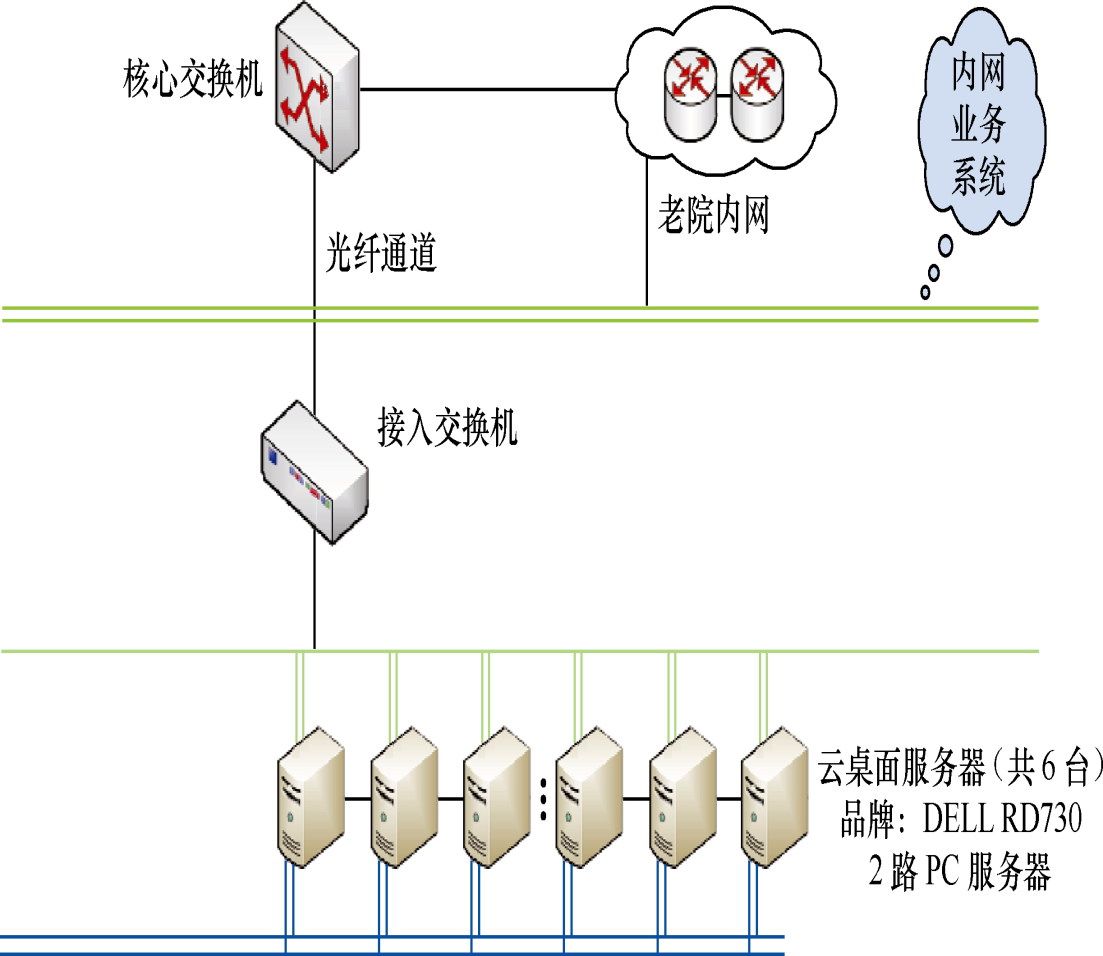 核心交换机
内网
业务
系统
老院内网
光纤通道
接入交换机
云桌面服务器（共6台）
品牌：DELL RD730
2路PC服务器